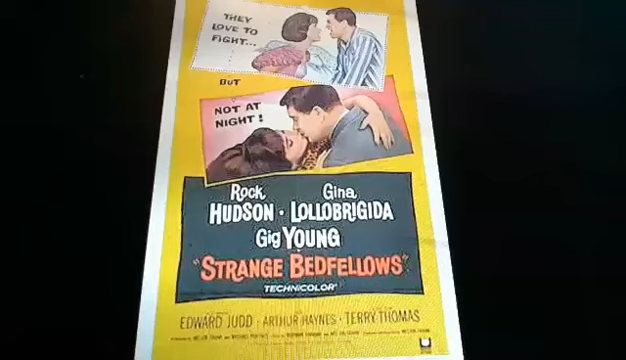 THEY
LOVE TO
FIGHT...
BUT
NOT AT
NIGHT!
Rock Gina
HUDSON • LOLLOBRIGIDA
Gig YOUNG
"STRANGE BEDFELLOWS"
TECHNICOLOR
EDWARD JUDD • ARTHUR HAYNES • TERRY-THOMAS